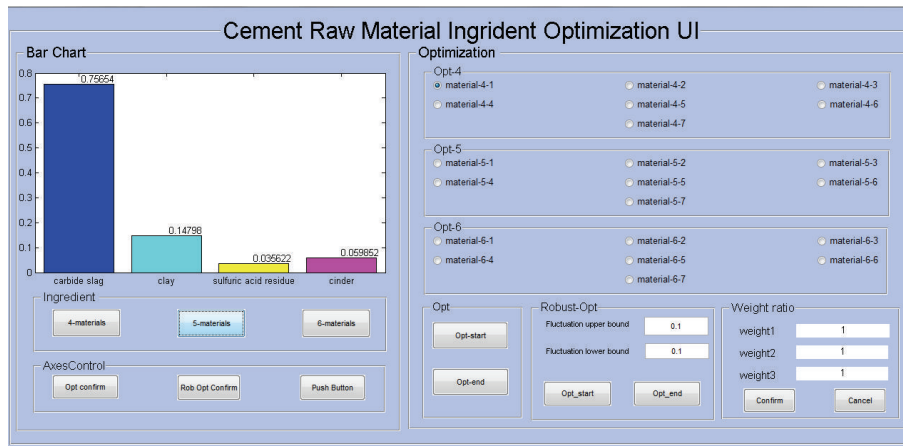 Cement Raw Material Ingrident Optimization UI
Bar Chart
0.8
0.7
0.6
0.5
0.4
0.3
0.2
0.1
0
0.75654
0.14798
0.035622
0.059852
carbide slag clay sulfuric acid residue cinder
Ingredient
4-materials 5-materials 6-materials
AxesControl
Opt confirm Rob Opt Confirm Push Button
Optimization
Opt-4
material-4-1 material-4-2 material-4-3
material-4-4 material-4-5 material-4-6
material-4-7
Opt-5
material-5-1 material-5-2 material-5-3
material-5-4 material-5-5 material-5-6
material-5-7
Opt-6
material-6-1 material-6-2 material-6-3
material-6-4 material-6-5 material-6-6
material-6-7
Opt
Opt-start
Opt-end
Robust-Opt
Fluctuation upper bound 0.1
Fluctuation lower bound 0.1
Opt_start Opt_end
Weight ratio
weight1 1
weight2 1
weight3 1
Confirm Cancel